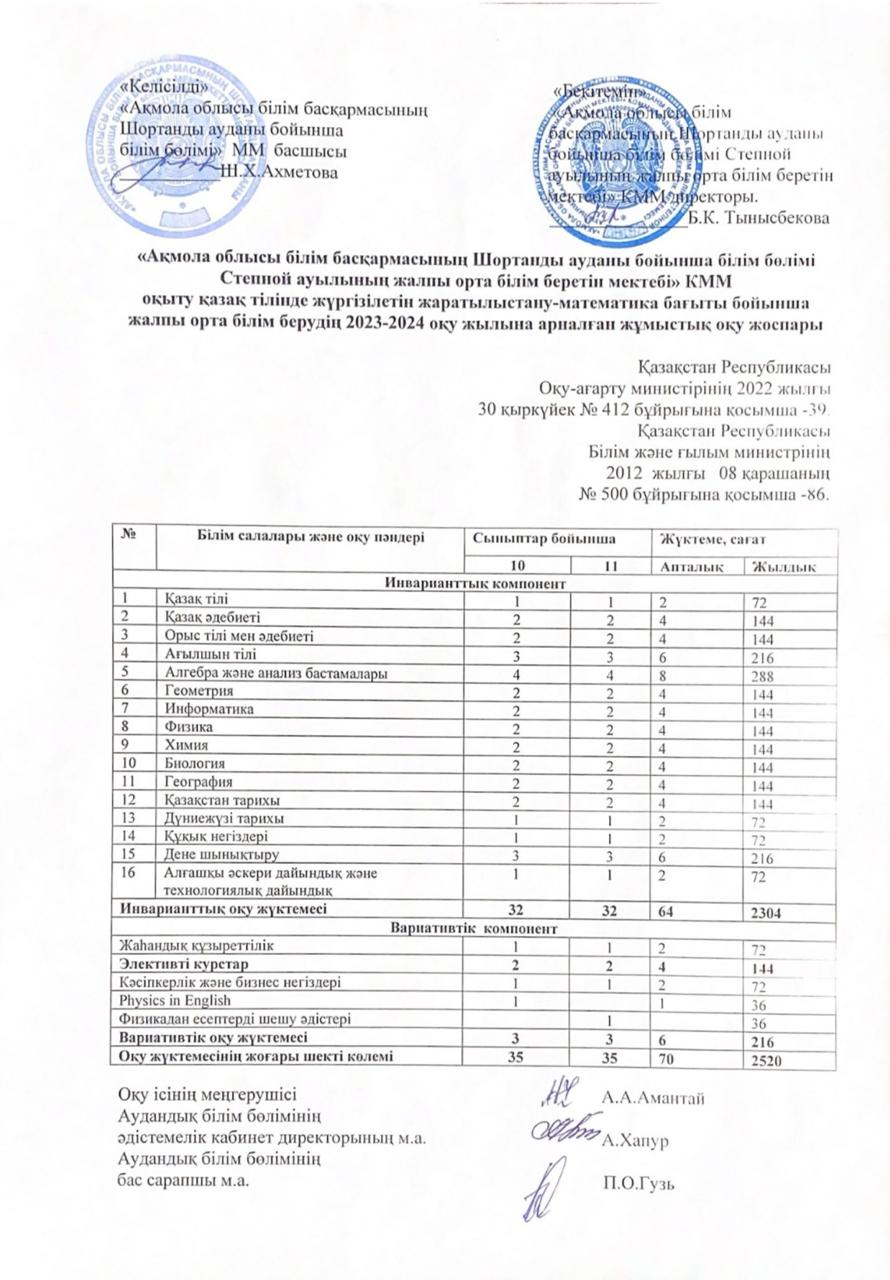 «Келісілді»
«Ақмола облысы білім басқармасының
Шортанды ауданы бойынша
білім бөлімі» ММ басшысы
Ш.Х.Ахметова
«Бекітемін»
«Ақмола облысы білім
басқармасының Шортанды ауданы
бойынша білім бөлімі Степной
ауылының жалпы орта білім беретін
мектебі» КММ директоры.
Б.К. Тынысбекова
«Ақмола облысы білім басқармасының Шортанды ауданы бойынша білім бөлімі
Степной ауылының жалпы орта білім беретін мектебі» КММ
оқыту қазақ тілінде жүргізілетін жаратылыстану-математика бағыты бойынша
жалпы орта білім берудің 2023-2024 оқу жылына арналған жұмыстық оқу жоспары
Қазақстан Республикасы
Оқу-ағарту министірінің 2022 жылғы
30 қыркүйек № 412 бұйрығына қосымша -39.
Қазақстан Республикасы
Білім және ғылым министрінің
2012 жылғы 08 қарашаның
№ 500 бұйрығына қосымша -86.
№ Білім салалары және оқу пәндері Сыныптар бойынша Жүктеме, сағат
10 11 Апталық Жылдық
Инварианттық компонент
1 Қазақ тілі 1 1 2 72
2 Қазақ әдебиеті 2 2 4 144
3 Орыс тілі мен әдебиеті 2 2 4 144
4 Ағылшын тілі 3 3 6 216
5 Алгебра және анализ бастамалары 4 4 8 288
6 Геометрия 2 2 4 144
7 Информатика 2 2 4 144
8 Физика 2 2 4 144
9 Химия 2 2 4 144
10 Биология 2 2 4 144
11 География 2 2 4 144
12 Қазақстан тарихы 2 2 4 144
13 Дүниежүзі тарихы 1 1 2 72
14 Құқық негіздері 1 1 2 72
15 Дене шынықтыру 3 3 6 216
16 Алғашқы әскери дайындық және 1 1 2 72
технологиялық дайындық
Инварианттық оқу жүктемесі 32 32 64 2304
Вариативтік компонент
Жаһандық құзыреттілік 1 1 2 72
Элективті курстар 2 2 4 144
Кәсіпкерлік және бизнес негіздері 1 1 2 72
Physics in English 1 1 36
Физикадан есептерді шешу әдістері 1 36
Вариативтік оқу жүктемесі 3 3 6 216
Оқу жүктемесінің жоғары шекті көлемі 35 35 70 2520
Оқу ісінің меңгерушісі А.А.Амантай
Аудандық білім бөлімінің
әдістемелік кабинет директорының м.а. А.Хапур
Аудандық білім бөлімінің
бас сарапшы м.а. П.О.Гузь